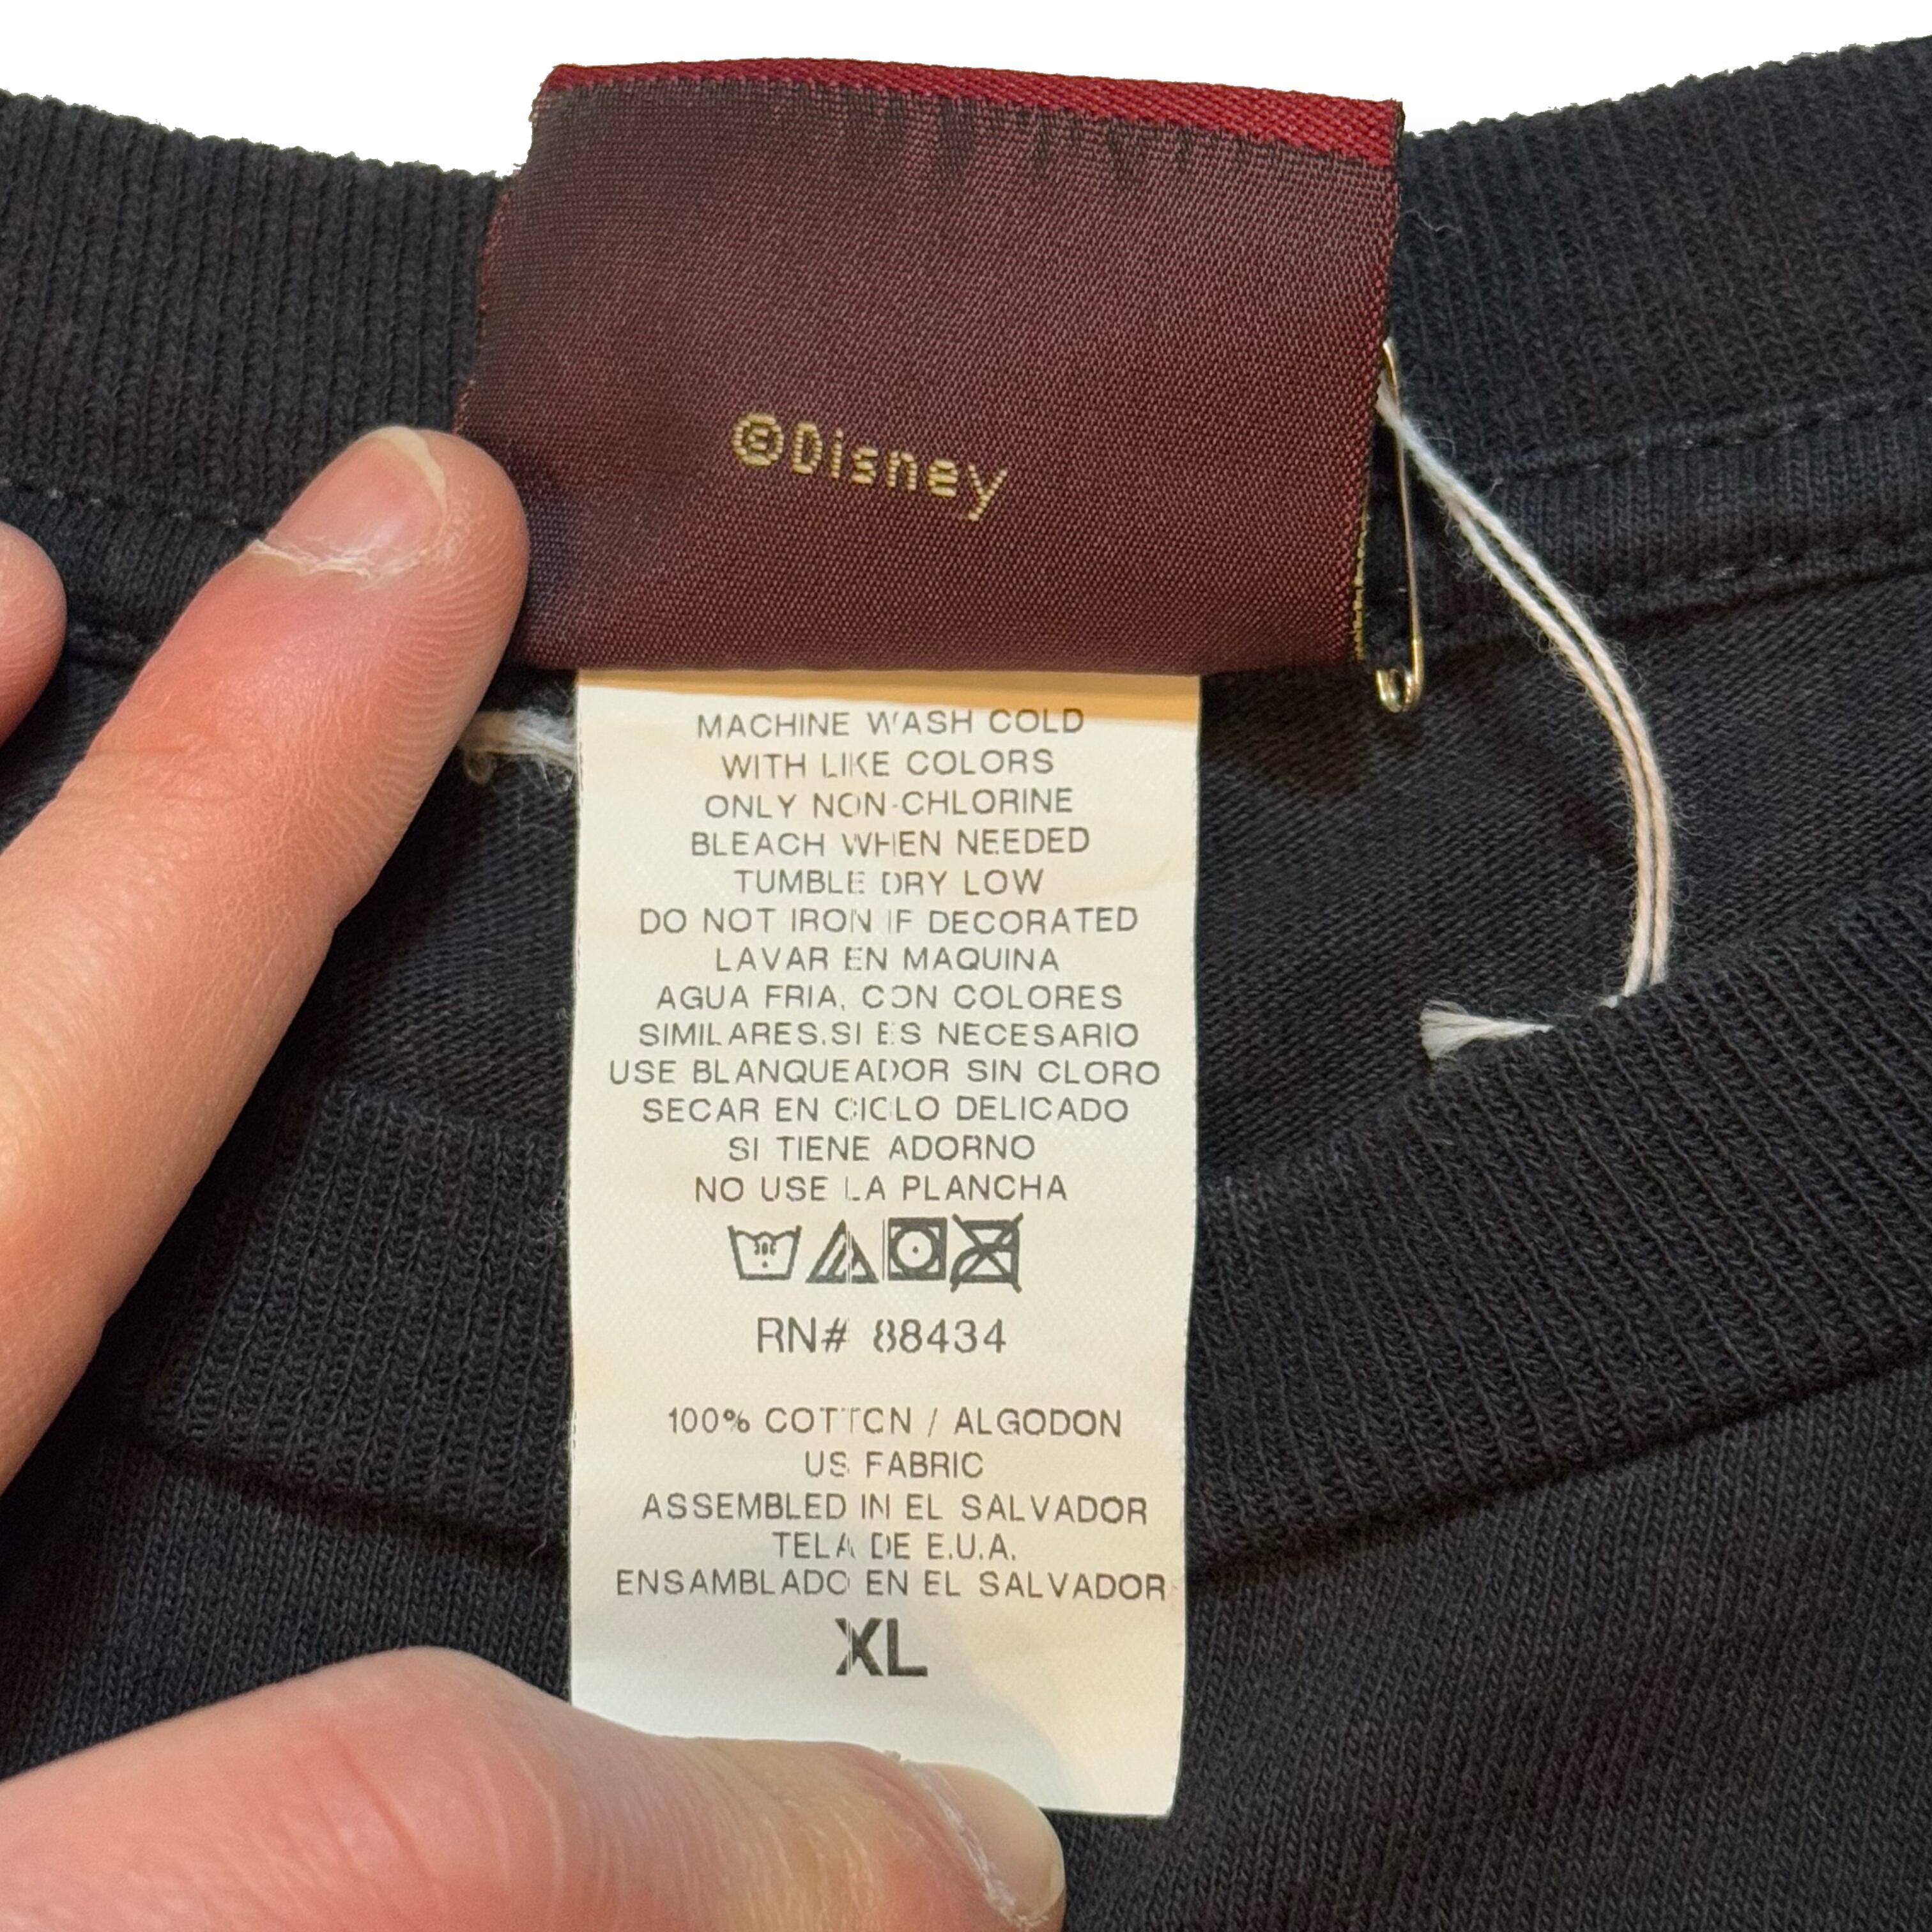 ©Disney
MACHINE WASH COLD
WITH LIKE COLORS
ONLY NON-CHLORINE
BLEACH WHEN NEEDED
TUMBLE DRY LOW
DO NOT IRON IF DECORATED
LAVAR EN MAQUINA
AGUA FRIA, CON COLORES
SIMILARES.SI ES NECESARIO
USE BLANQUEADOR SIN CLORO
SECAR EN CICLO DELICADO
SI TIENE ADORNO
NO USE LA PLANCHA
30C
RN# 88434
100% COTTON / ALGODON
US FABRIC
ASSEMBLED IN EL SALVADOR
TELA DE E.U.A.
ENSAMBLADO EN EL SALVADOR
XL